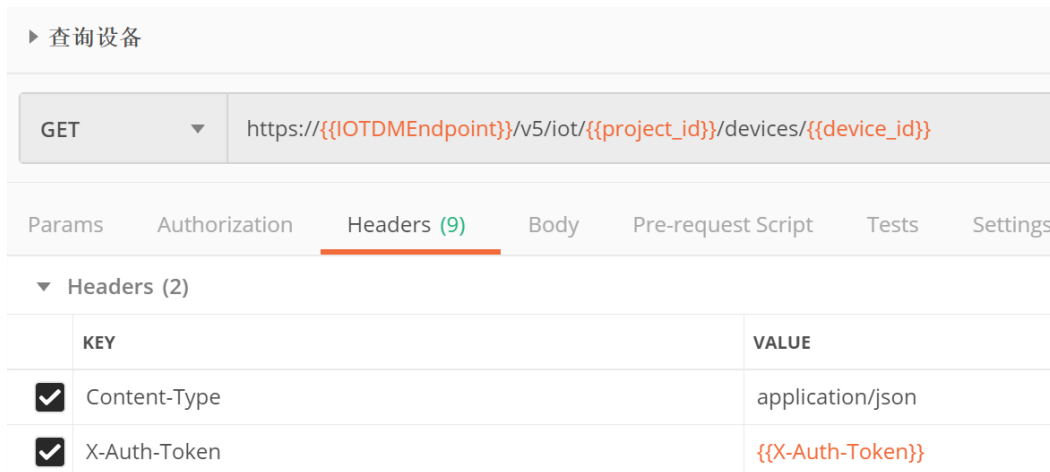 查询设备
GET https://{{IOTDMEndpoint}}/v5/iot/{{project_id}}/devices/{{device_id}}
Params Authorization Headers (9) Body Pre-request Script Tests Settings
Headers (2)
KEY VALUE
Content-Type application/json
X-Auth-Token {{X-Auth-Token}}